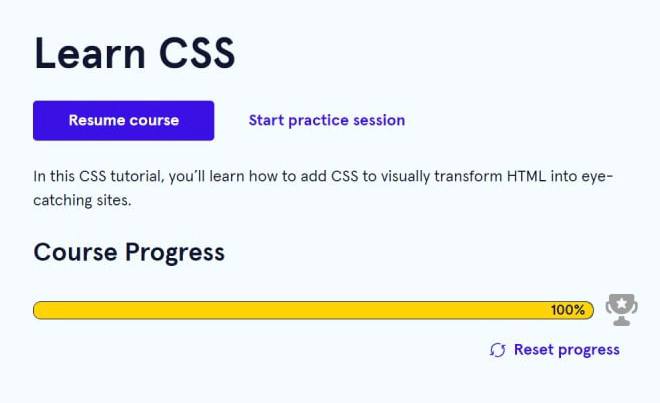 Learn CSS
Resume course
Start practice session
In this CSS tutorial, you’ll learn how to add CSS to visually transform HTML into eye-
catching sites.
Course Progress
100%
Reset progress